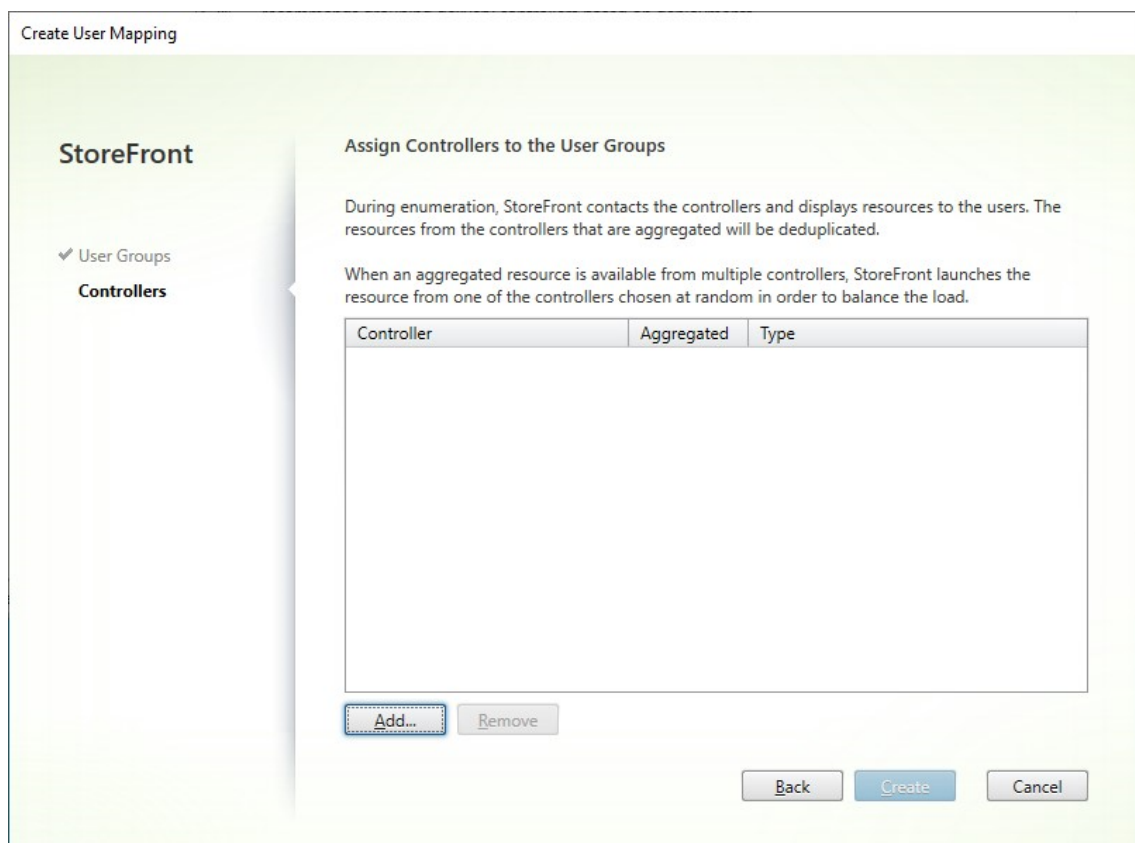 Create User Mapping
StoreFront
User Groups
Controllers
Assign Controllers to the User Groups
During enumeration, StoreFront contacts the controllers and displays resources to the users. The
resources from the controllers that are aggregated will be deduplicated.
When an aggregated resource is available from multiple controllers, StoreFront launches the
resource from one of the controllers chosen at random in order to balance the load.
Controller Aggregated Type
Add... Remove
Back Create Cancel